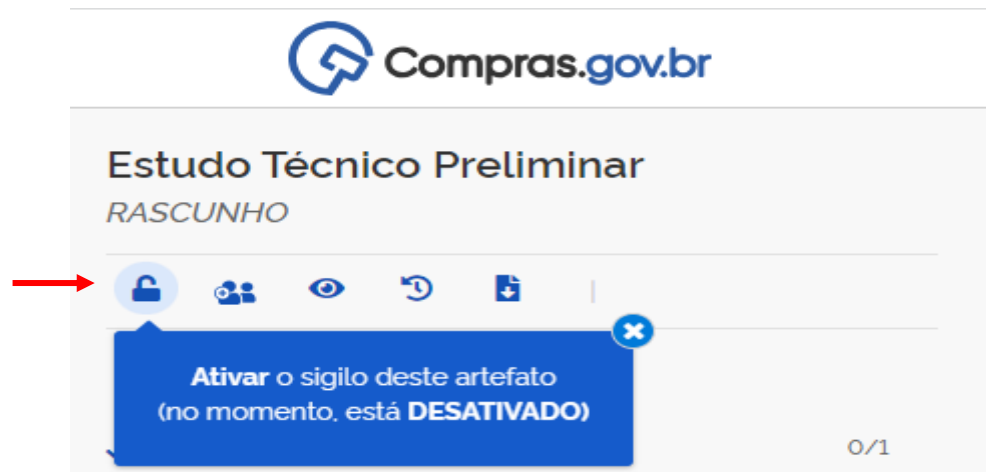 Compras.gov.br
Estudo Técnico Preliminar
RASCUNHO
Ativar o sigilo deste artefato
(no momento, está DESATIVADO)
0/1